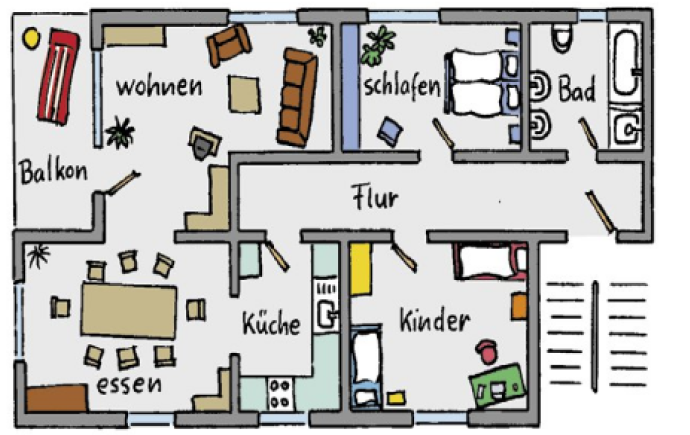 wohnen
schlafen
Bad
Balkon
Flur
Küche
Kinder
essen